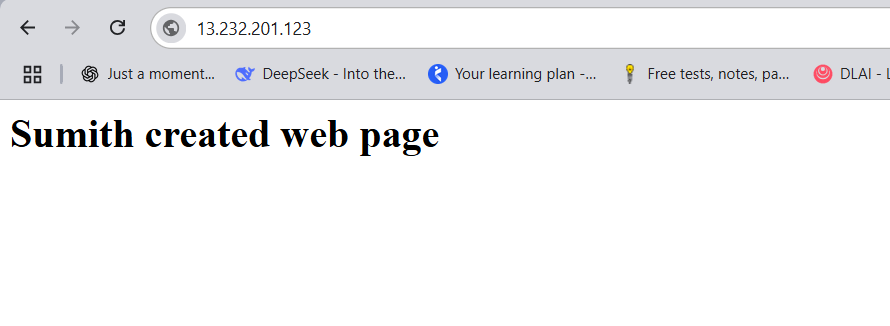 13.232.201.123
Just a moment... DeepSeek - Into the... Your learning plan -... Free tests, notes, pa... DLAI - L
Sumith created web page